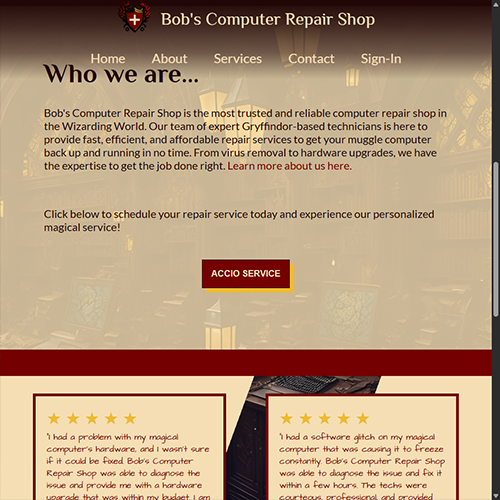 Bob's Computer Repair Shop
Home About Services Contact Sign-In
Who we are...
Bob's Computer Repair Shop is the most trusted and reliable computer repair shop in
the Wizarding World. Our team of expert Gryffindor-based technicians is here to
provide fast, efficient, and affordable repair services to get your muggle computer
back up and running in no time. From virus removal to hardware upgrades, we have
the expertise to get the job done right. Learn more about us here.
Click below to schedule your repair service today and experience our personalized
magical service!
ACCIO SERVICE
"I had a problem with my magical
computer's hardware, and I wasn't sure
if it could be fixed. Bob's Computer
Repair Shop was able to diagnose the
issue and provide me with a hardware
upgrade that was within my budget. I am
"I had a software glitch on my magical
computer that was causing it to freeze
constantly. Bob's Computer Repair Shop
was able to diagnose the issue and fix it
within a few hours. The techs were
courteous, professional, and provided